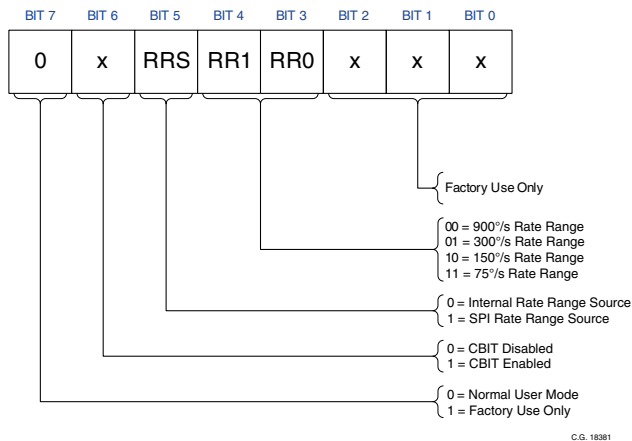 BIT 7 BIT 6 BIT 5 BIT 4 BIT 3 BIT 2 BIT 1 BIT 0
0 x RRS RR1 RR0 x x x
Factory Use Only
00 = 900°/s Rate Range
01 = 300°/s Rate Range
10 = 150°/s Rate Range
11 = 75°/s Rate Range
0 = Internal Rate Range Source
1 = SPI Rate Range Source
0 = CBIT Disabled
1 = CBIT Enabled
0 = Normal User Mode
1 = Factory Use Only
C.G. 18381